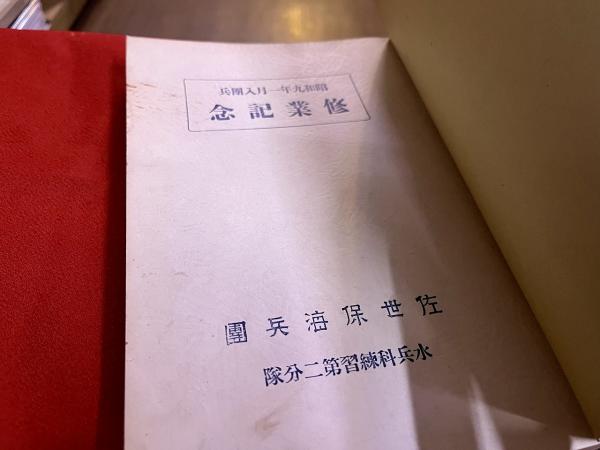 昭和九年一月入團兵
修業記念
佐世保海兵團
水兵科練習第二分隊